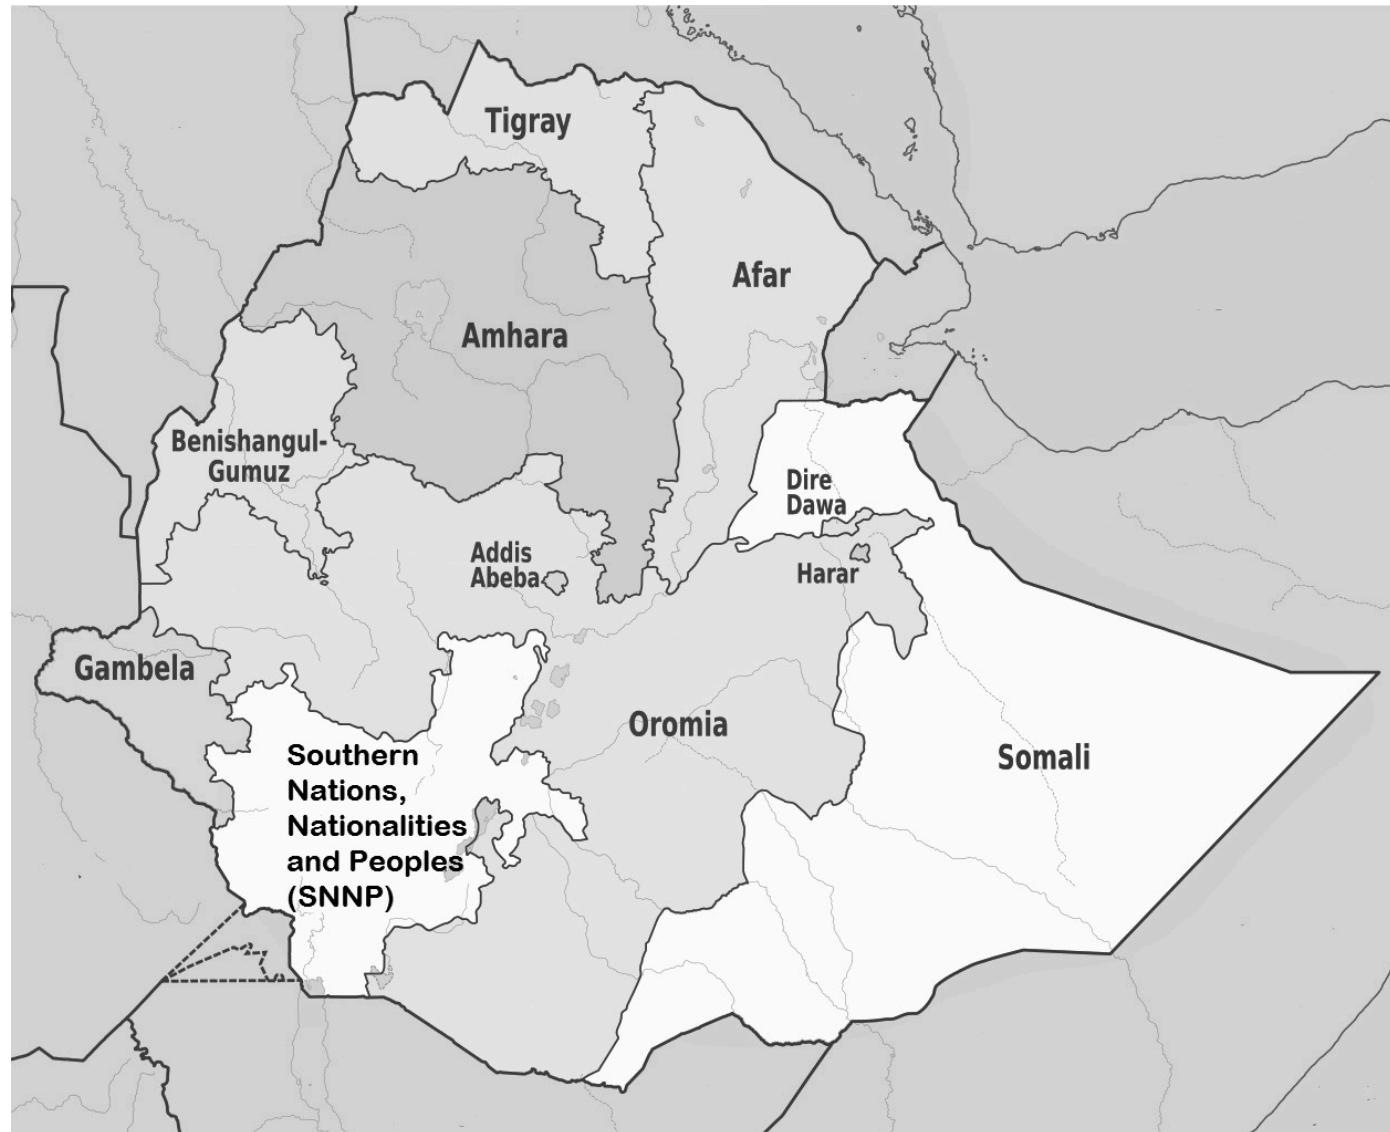 Tigray
Afar
Amhara
Benishangul-
Gumuz
Dire
Dawa
Addis
Abeba
Harar
Gambela
Oromia
Somali
Southern
Nations,
Nationalities
and Peoples
(SNNP)